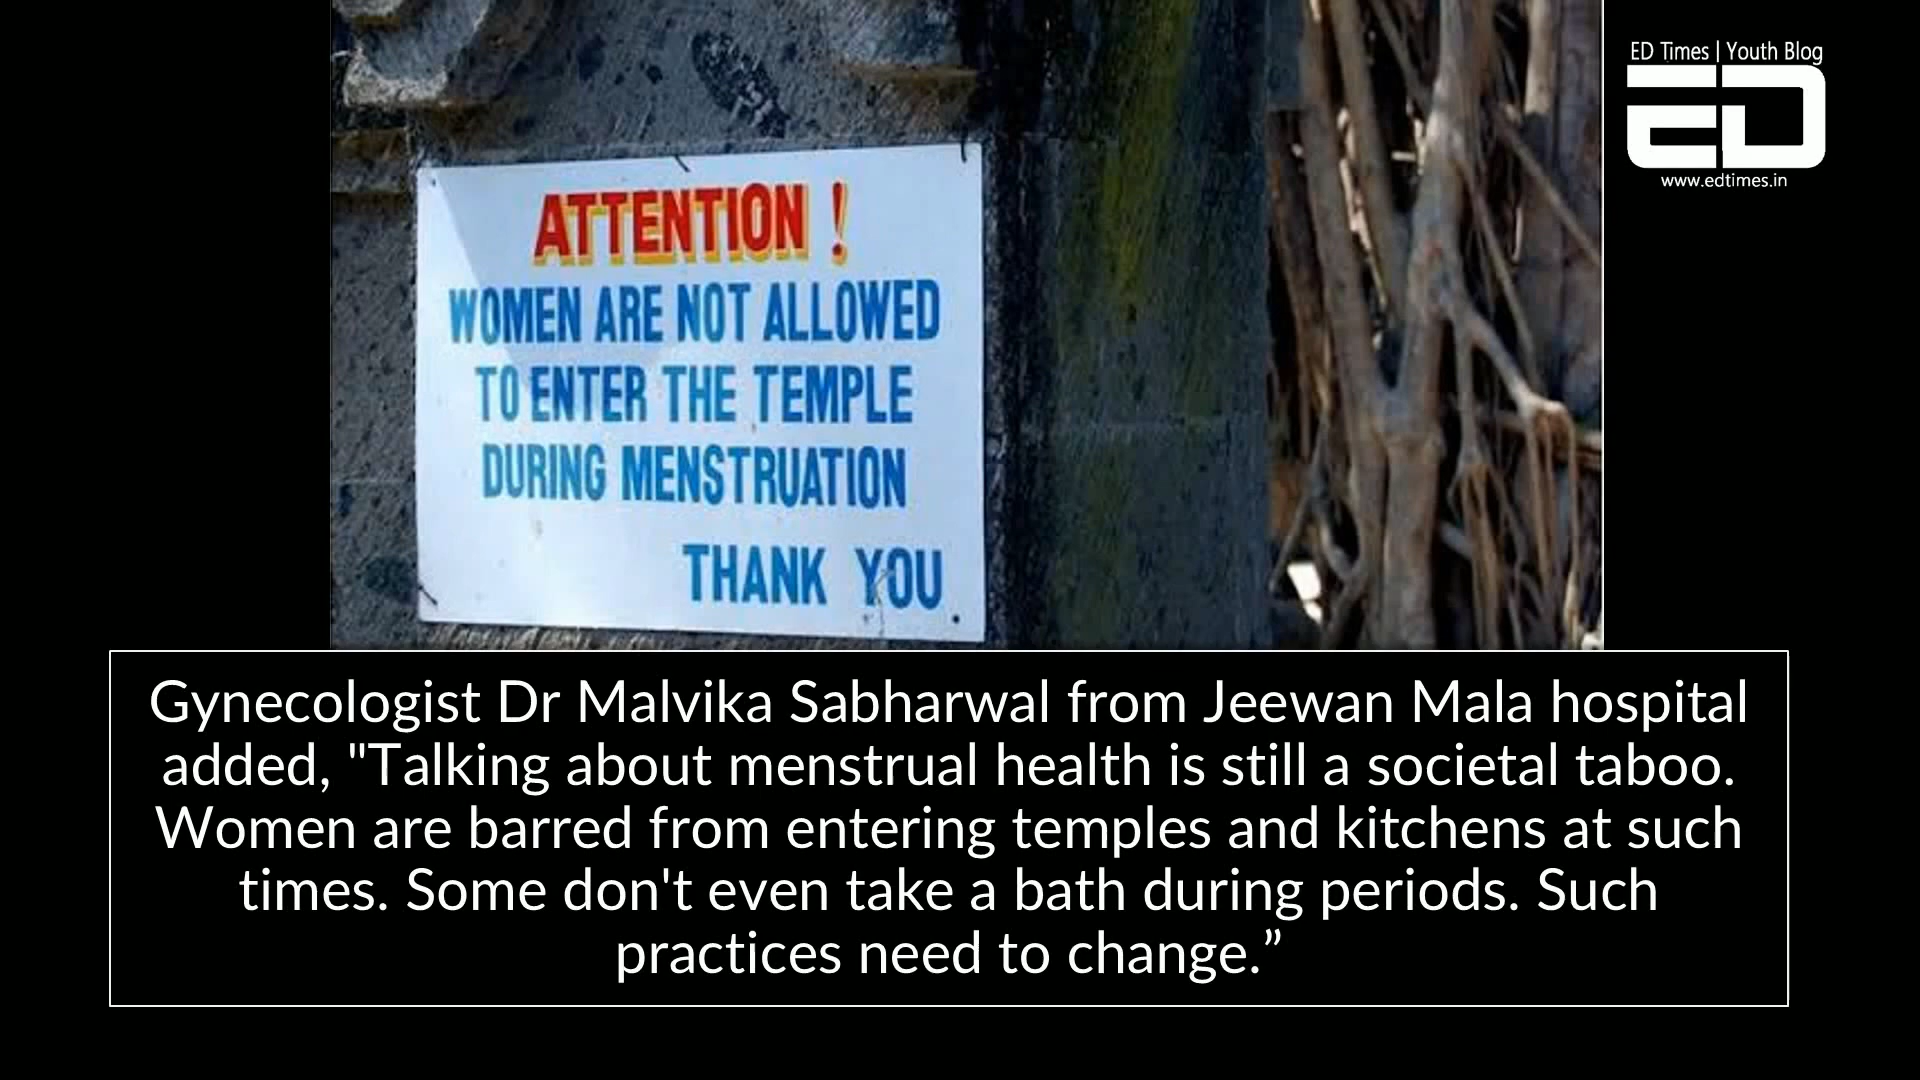 ED Times | Youth Blog
ED
www.edtimes.in
ATTENTION !
WOMEN ARE NOT ALLOWED
TO ENTER THE TEMPLE
DURING MENSTRUATION
THANK YOU
Gynecologist Dr Malvika Sabharwal from Jeewan Mala hospital
added, "Talking about menstrual health is still a societal taboo.
Women are barred from entering temples and kitchens at such
times. Some don't even take a bath during periods. Such
practices need to change.”